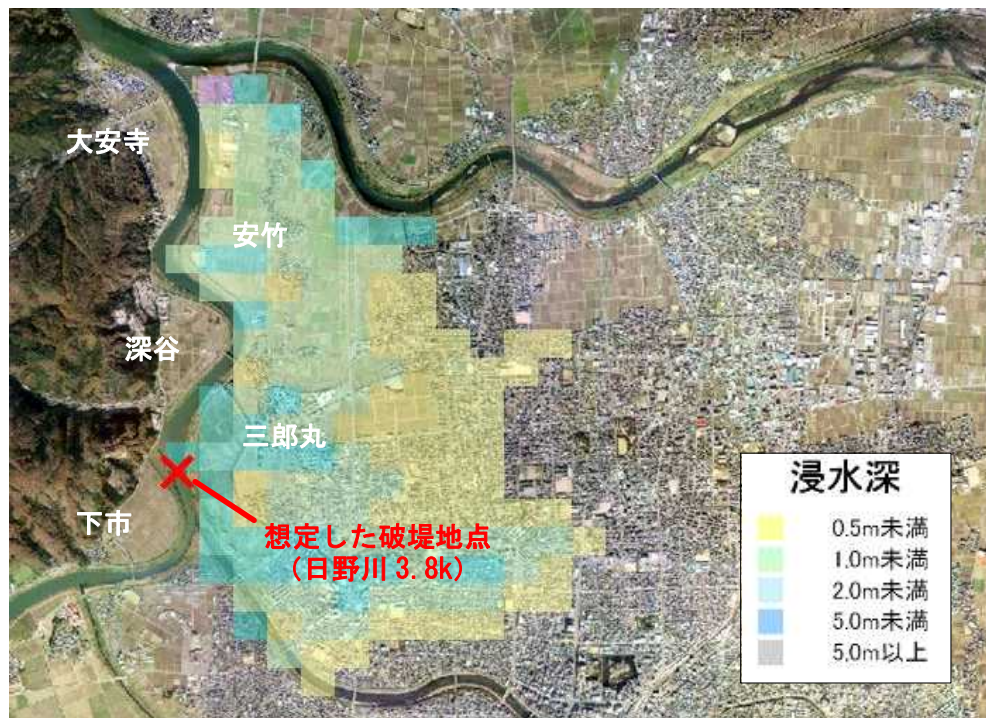 大安寺
安竹
深谷
三郎丸
下市
想定した破堤地点
（日野川 3.8k）
浸水深
0.5m未満
1.0m未満
2.0m未満
5.0m未満
5.0m以上